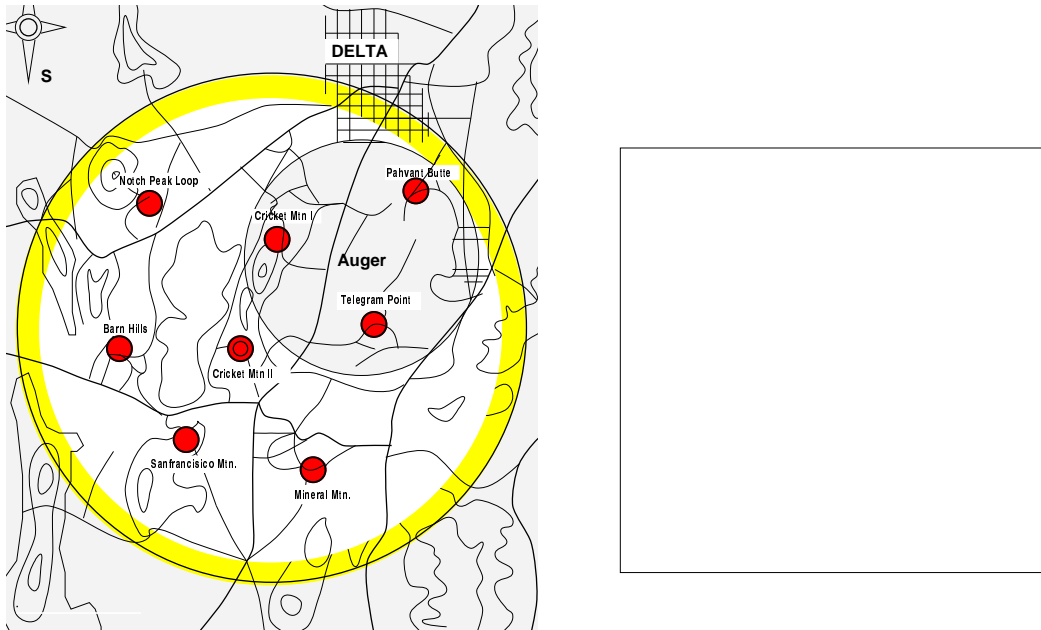 DELTA
S
Pahvant Butte
Notch Peak Loop
Cricket Mtn I
Auger
Telegram Point
Barn Hills
Cricket Mtn II
Sanfrancisico Mtn.
Mineral Mtn.